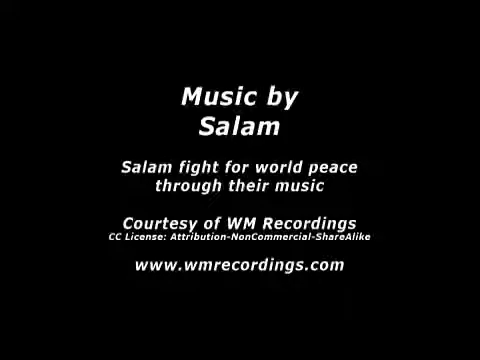 Music by
Salam
Salam fight for world peace
through their music
Courtesy of WM Recordings
CC License: Attribution-NonCommercial-ShareAlike
www.wmrecordings.com